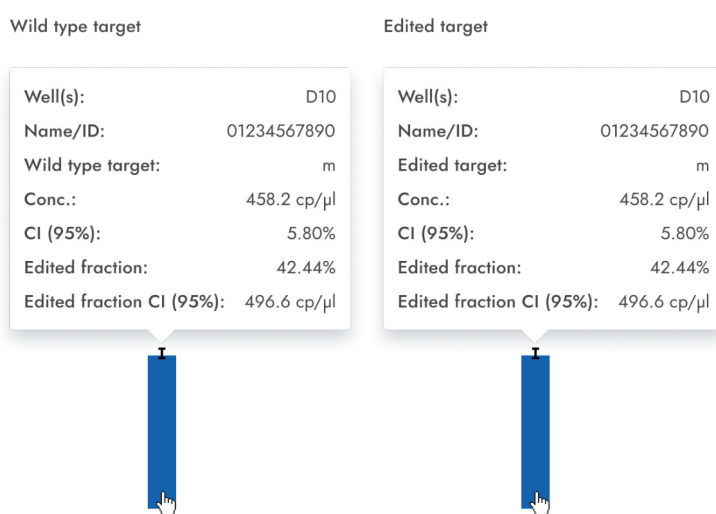 Wild type target
Well(s): D10
Name/ID: 01234567890
Wild type target: m
Conc.: 458.2 cp/µl
CI (95%): 5.80%
Edited fraction: 42.44%
Edited fraction CI (95%): 496.6 cp/µl
Edited target
Well(s): D10
Name/ID: 01234567890
Edited target: m
Conc.: 458.2 cp/µl
CI (95%): 5.80%
Edited fraction: 42.44%
Edited fraction CI (95%): 496.6 cp/µl